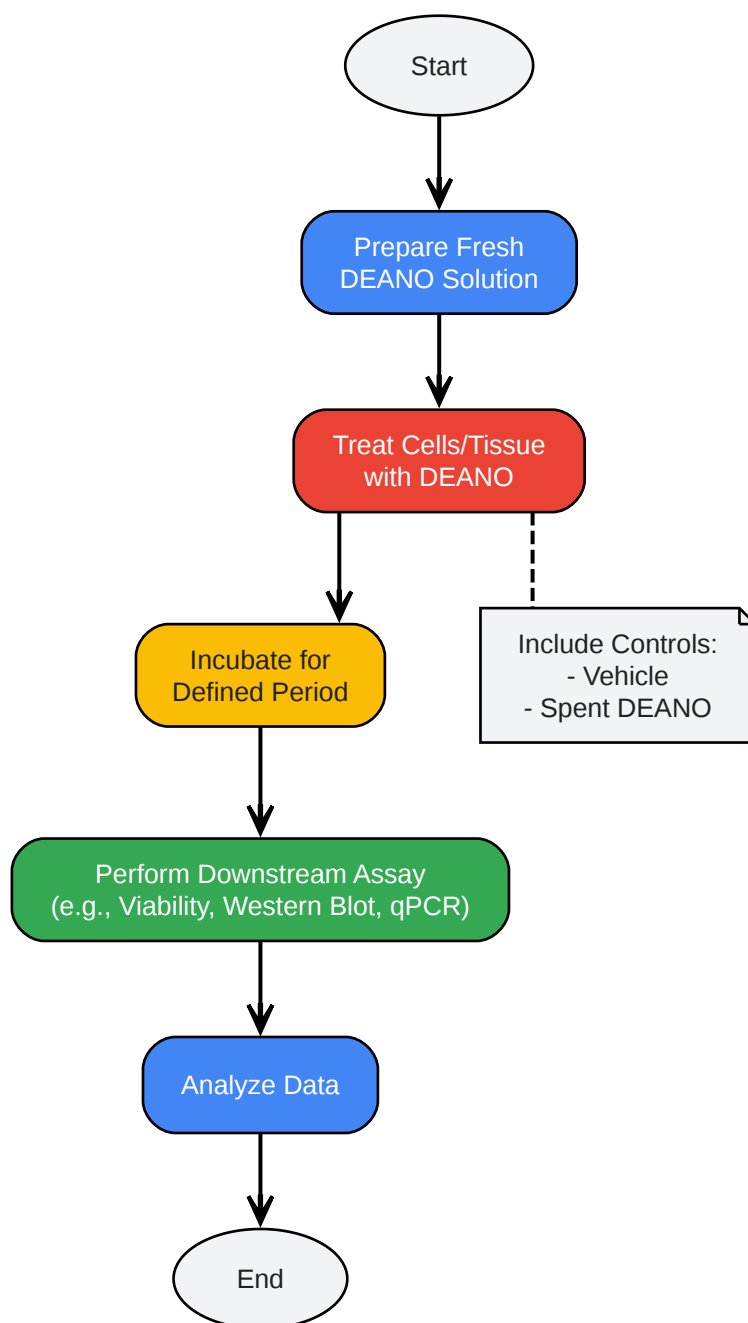 Start
Prepare Fresh
DEANO Solution
Treat Cells/Tissue
with DEANO
Incubate for
Defined Period
Include Controls:
- Vehicle
- Spent DEANO
Perform Downstream Assay
(e.g., Viability, Western Blot, qPCR)
Analyze Data
End